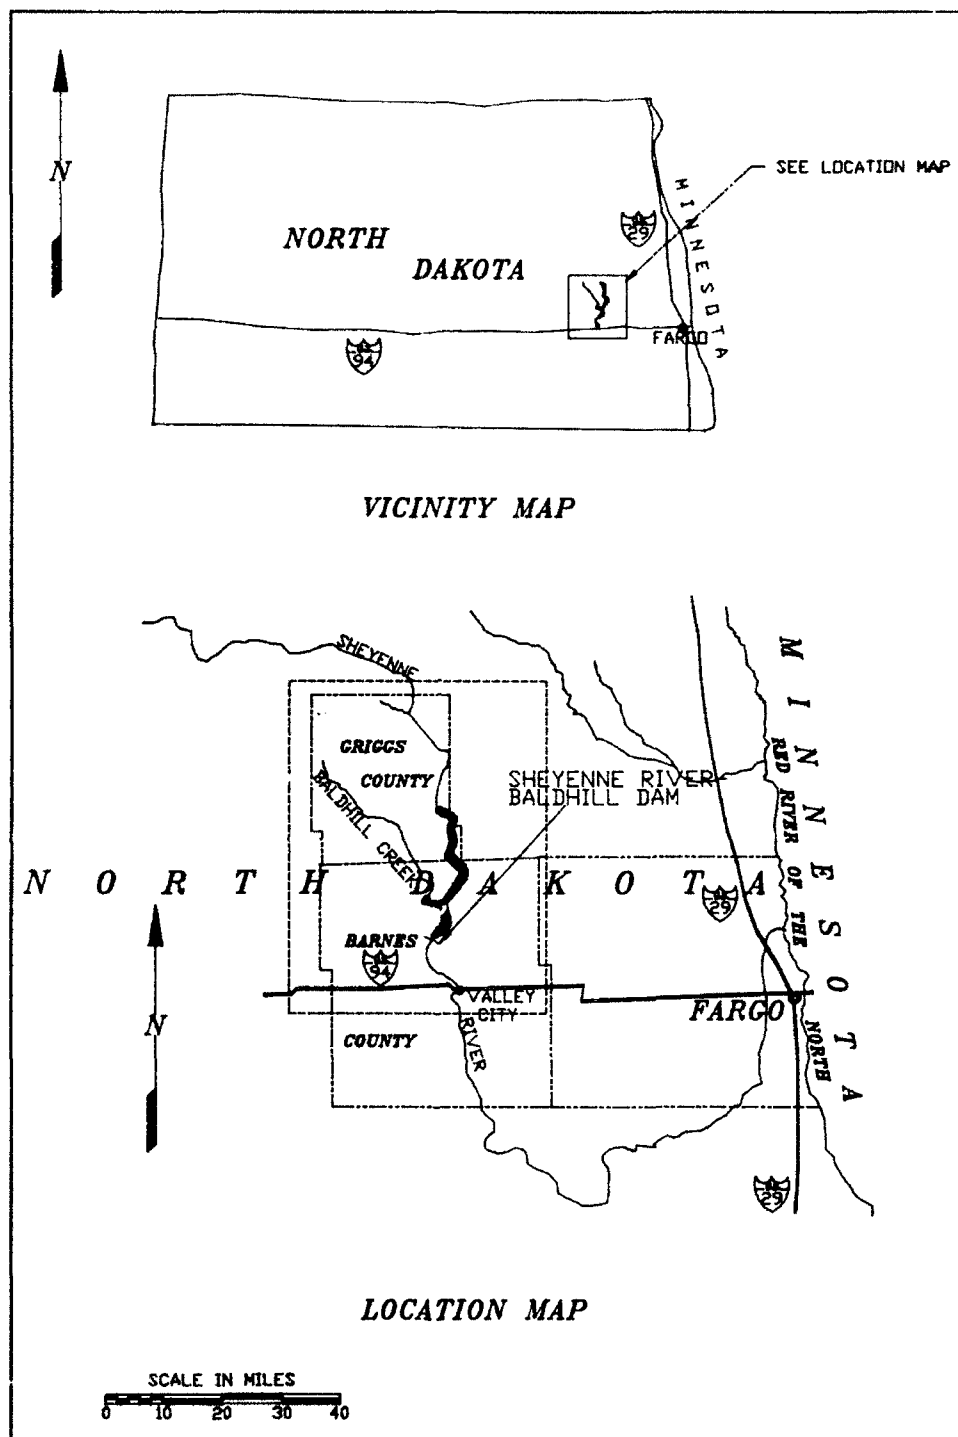 N
SEE LOCATION MAP
MINNESOTA
29
NORTH
DAKOTA
FARGO
94
VICINITY MAP
SHEYENNE
MINNESOTA
GRIGGS
COUNTY
BALDHILL CREEK
SHEYENNE RIVER
BALDHILL DAM
RED RIVER OF THE NORTH
NORTH DAKOTA
29
BARNES
94
VALLEY
CITY
FARGO
N
COUNTY
RIVER
29
LOCATION MAP
SCALE IN MILES
0 10 20 30 40